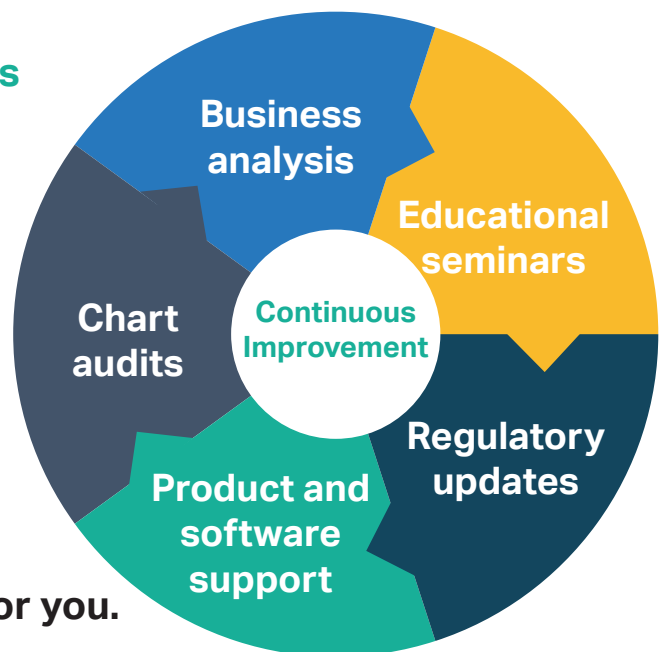 s
Business
analysis
Educational
seminars
Continuous
Improvement
Chart
audits
Regulatory
updates
Product and
software
support
or you.